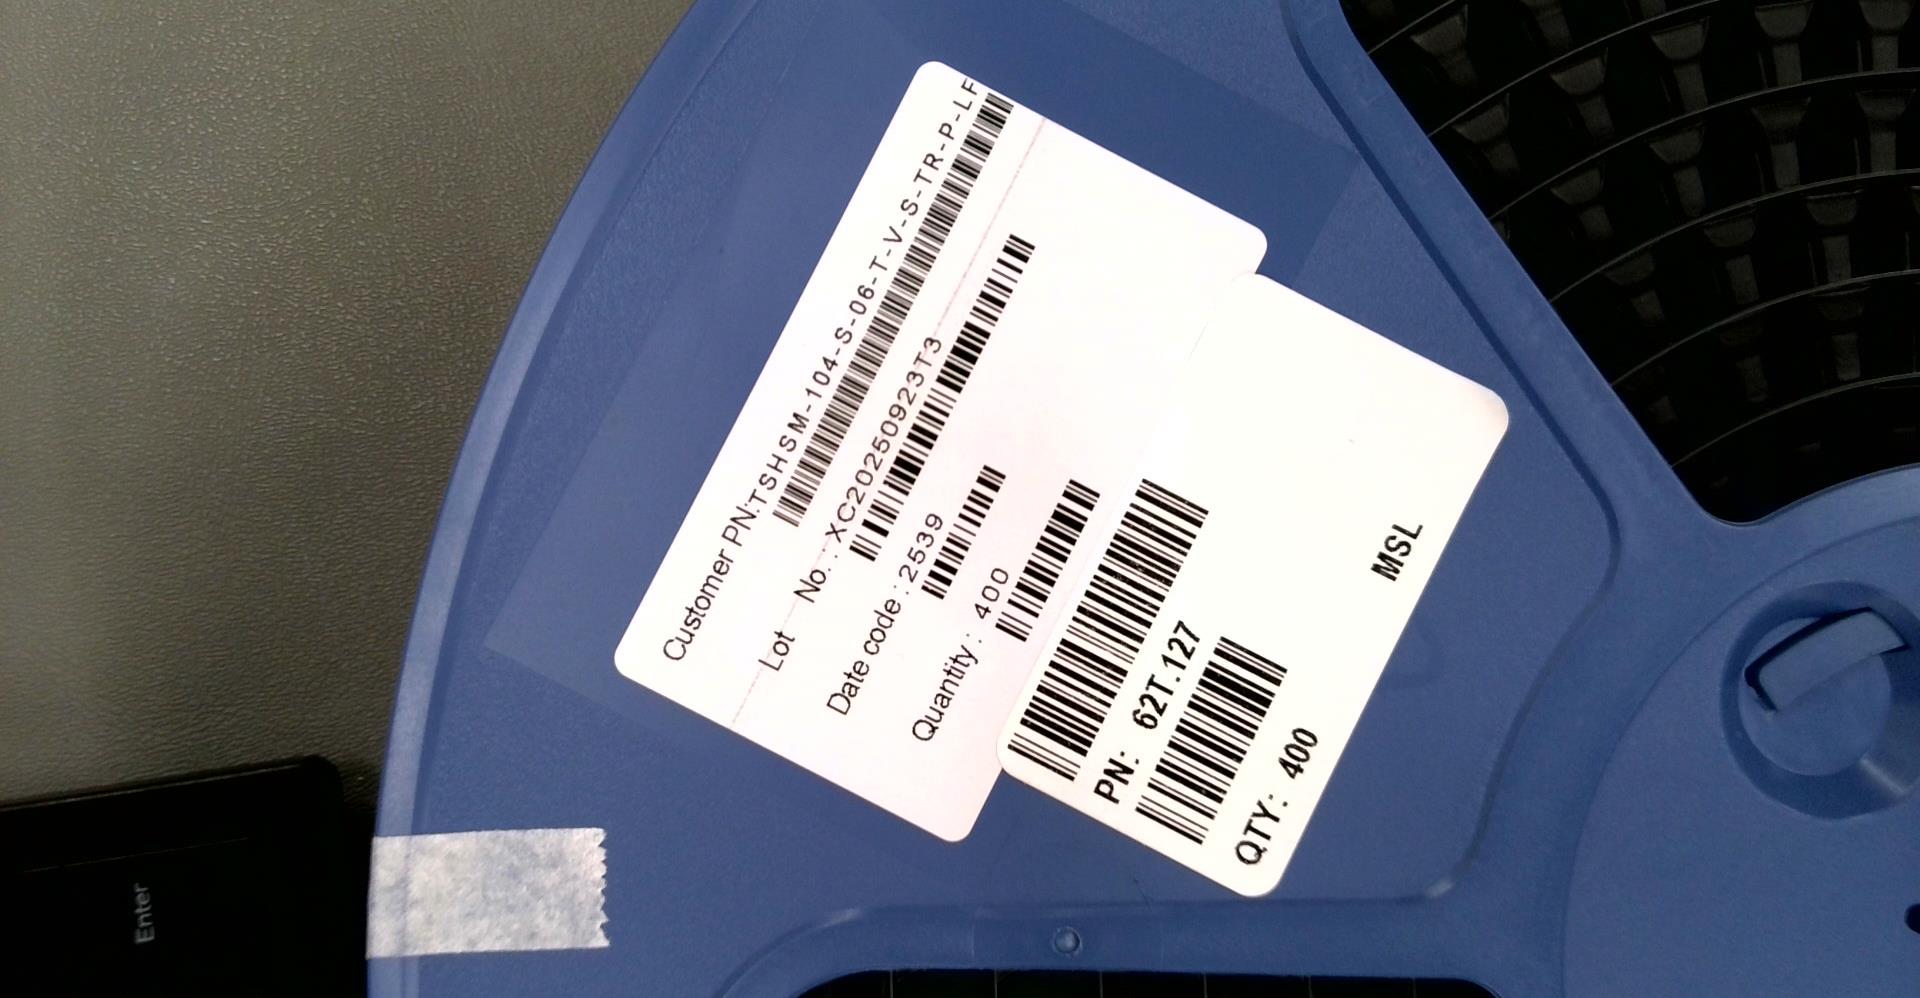 Customer PN:TSHSM-104-S-06-T-V-S-TR-P-LF
Lot No.: XC20250923T3
Date code: 2539
Quantity: 400
PN: 62T.127
QTY: 400
MSL
Enter